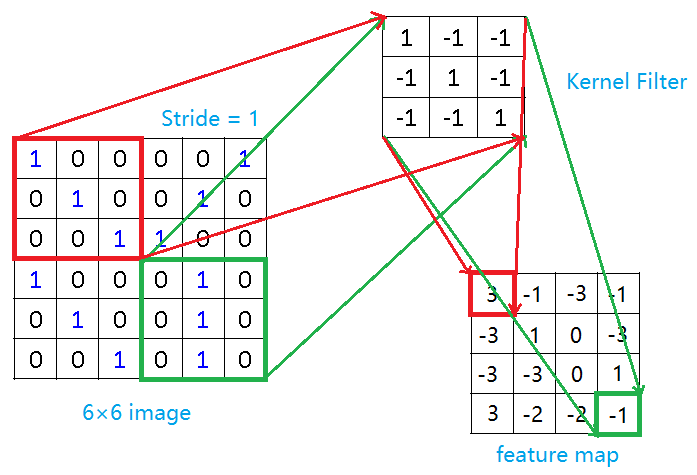 1 -1 -1
-1 1 -1
-1 -1 1
Kernel Filter
Stride = 1
1 0 0 0 0 1
0 1 0 0 1 0
0 0 1 1 0 0
1 0 0 0 1 0
0 1 0 0 1 0
0 0 1 0 1 0
6×6 image
3 -1 -3 -1
-3 1 0 -3
-3 -3 0 1
3 -2 -2 -1
feature map